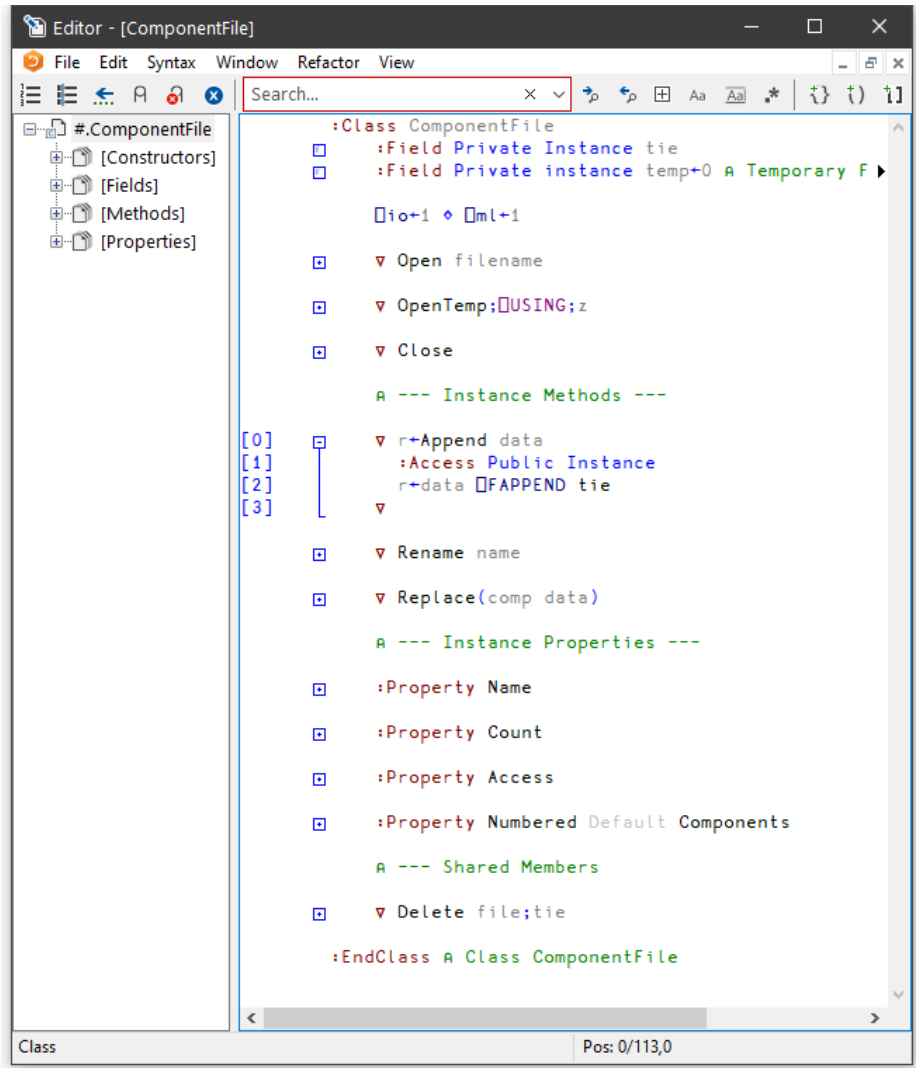 Editor - [ComponentFile]
File Edit Syntax Window Refactor View
Search... Aa Aa .* {} () []
#.ComponentFile
[Constructors]
[Fields]
[Methods]
[Properties]
:Class ComponentFile
:Field Private Instance tie
:Field Private instance temp←0 ⍝ Temporary F
⎕io←1 ⋄ ⎕ml←1
∇ Open filename
∇ OpenTemp;⎕USING;z
∇ Close
⍝ --- Instance Methods ---
[0] ∇ r←Append data
[1] :Access Public Instance
[2] r←data ⎕FAPPEND tie
[3] ∇
∇ Rename name
∇ Replace(comp data)
⍝ --- Instance Properties ---
:Property Name
:Property Count
:Property Access
:Property Numbered Default Components
⍝ --- Shared Members
∇ Delete file;tie
:EndClass ⍝ Class ComponentFile
Class Pos: 0/113,0